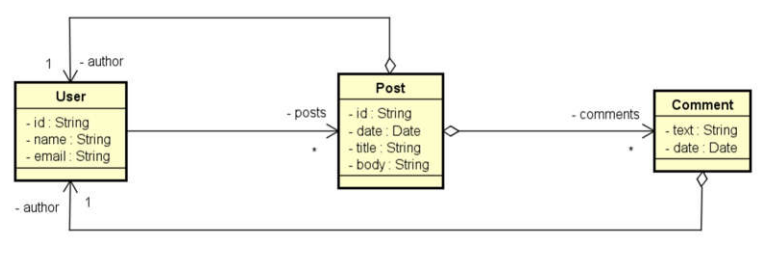 1
- author
User
- id : String
- name : String
- email : String
- author
1
- posts
*
Post
- id : String
- date : Date
- title : String
- body : String
- comments
*
Comment
- text : String
- date : Date